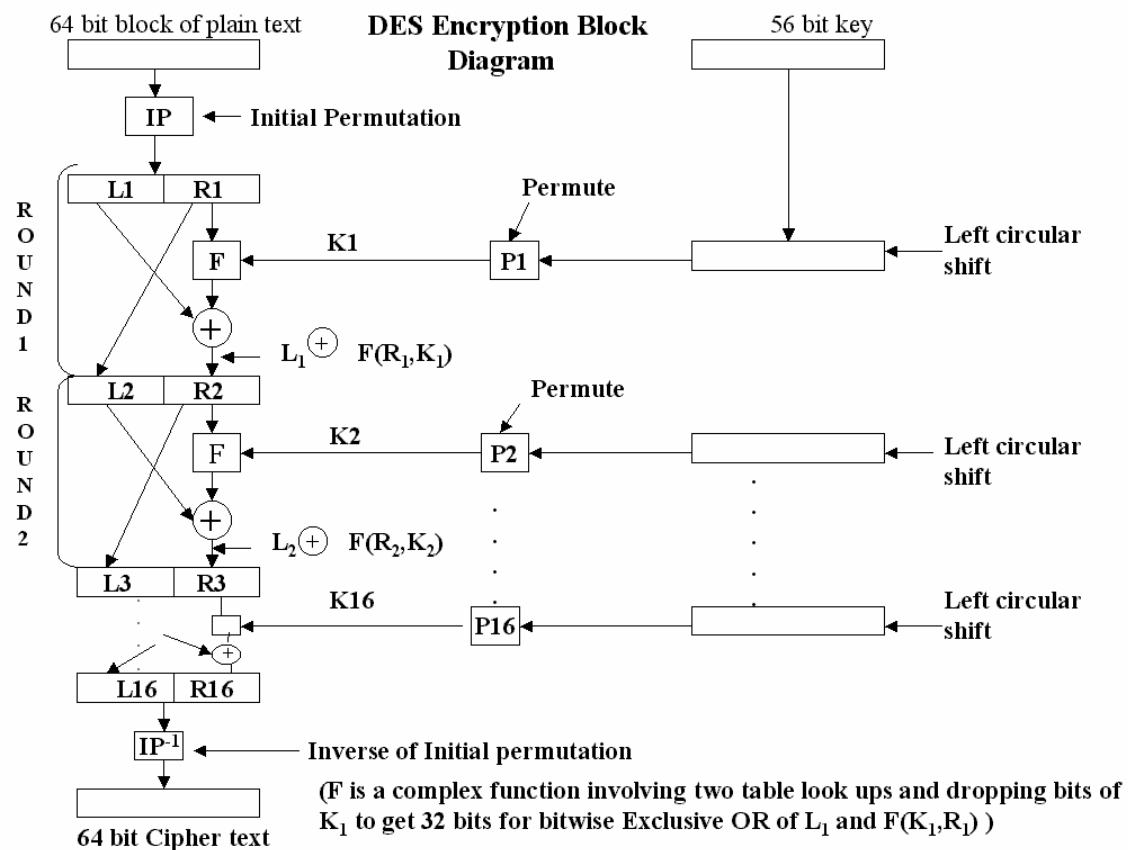 64 bit block of plain text
DES Encryption Block
Diagram
56 bit key
IP
Initial Permutation
L1
R1
ROUND1
Permute
K1
F
P1
Left circular
shift
+
L₁ + F(R₁,K₁)
L2
R2
ROUND2
Permute
K2
F
P2
Left circular
shift
+
L₂ + F(R₂,K₂)
L3
R3
K16
P16
Left circular
shift
+
L16
R16
IP⁻¹
Inverse of Initial permutation
(F is a complex function involving two table look ups and dropping bits of
K₁ to get 32 bits for bitwise Exclusive OR of L₁ and F(K₁,R₁) )
64 bit Cipher text